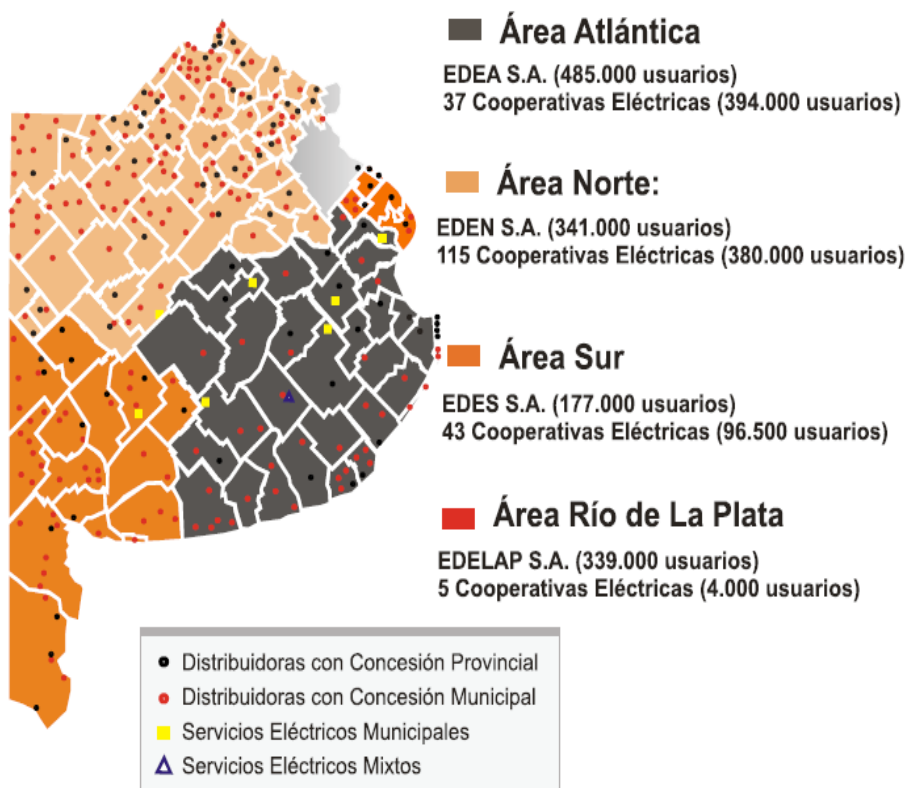 Área Atlántica
EDEA S.A. (485.000 usuarios)
37 Cooperativas Eléctricas (394.000 usuarios)
Área Norte:
EDEN S.A. (341.000 usuarios)
115 Cooperativas Eléctricas (380.000 usuarios)
Área Sur
EDES S.A. (177.000 usuarios)
43 Cooperativas Eléctricas (96.500 usuarios)
Área Río de La Plata
EDELAP S.A. (339.000 usuarios)
5 Cooperativas Eléctricas (4.000 usuarios)
Distribuidoras con Concesión Provincial
Distribuidoras con Concesión Municipal
Servicios Eléctricos Municipales
Servicios Eléctricos Mixtos